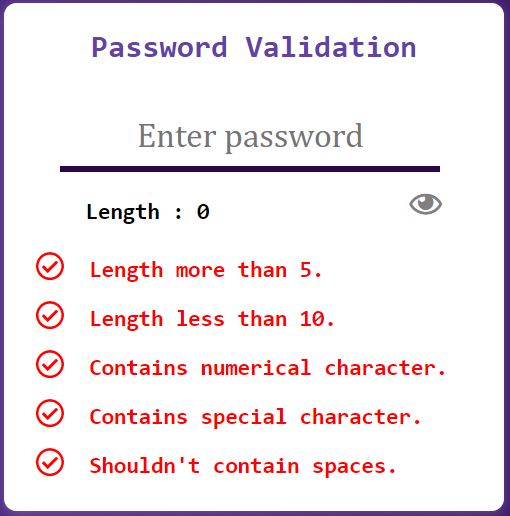 Password Validation
Enter password
Length : 0
Length more than 5.
Length less than 10.
Contains numerical character.
Contains special character.
Shouldn't contain spaces.